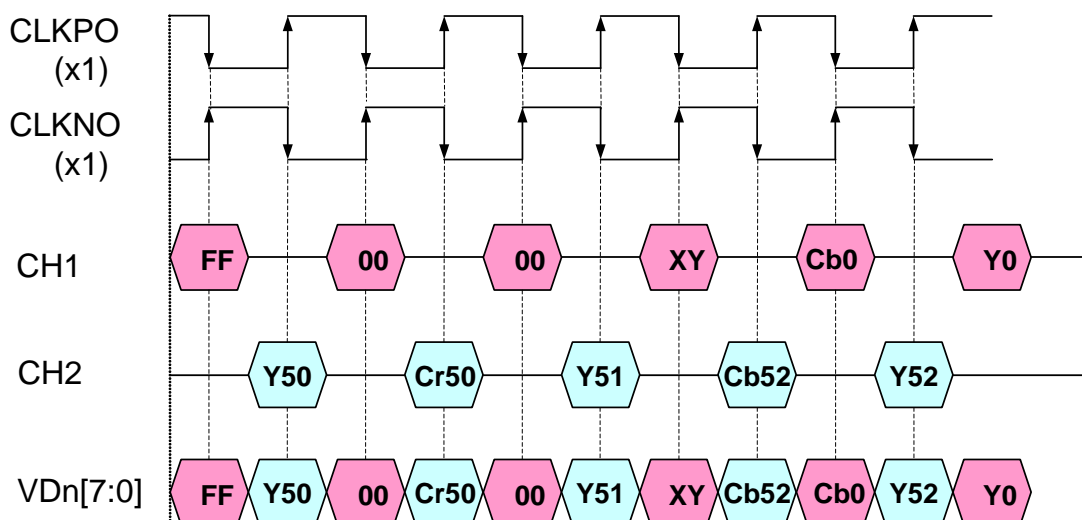 CLKPO
(x1)
CLKNO
(x1)
CH1 FF 00 00 XY Cb0 Y0
CH2 Y50 Cr50 Y51 Cb52 Y52
VDn[7:0] FF Y50 00 Cr50 00 Y51 XY Cb52 Cb0 Y52 Y0